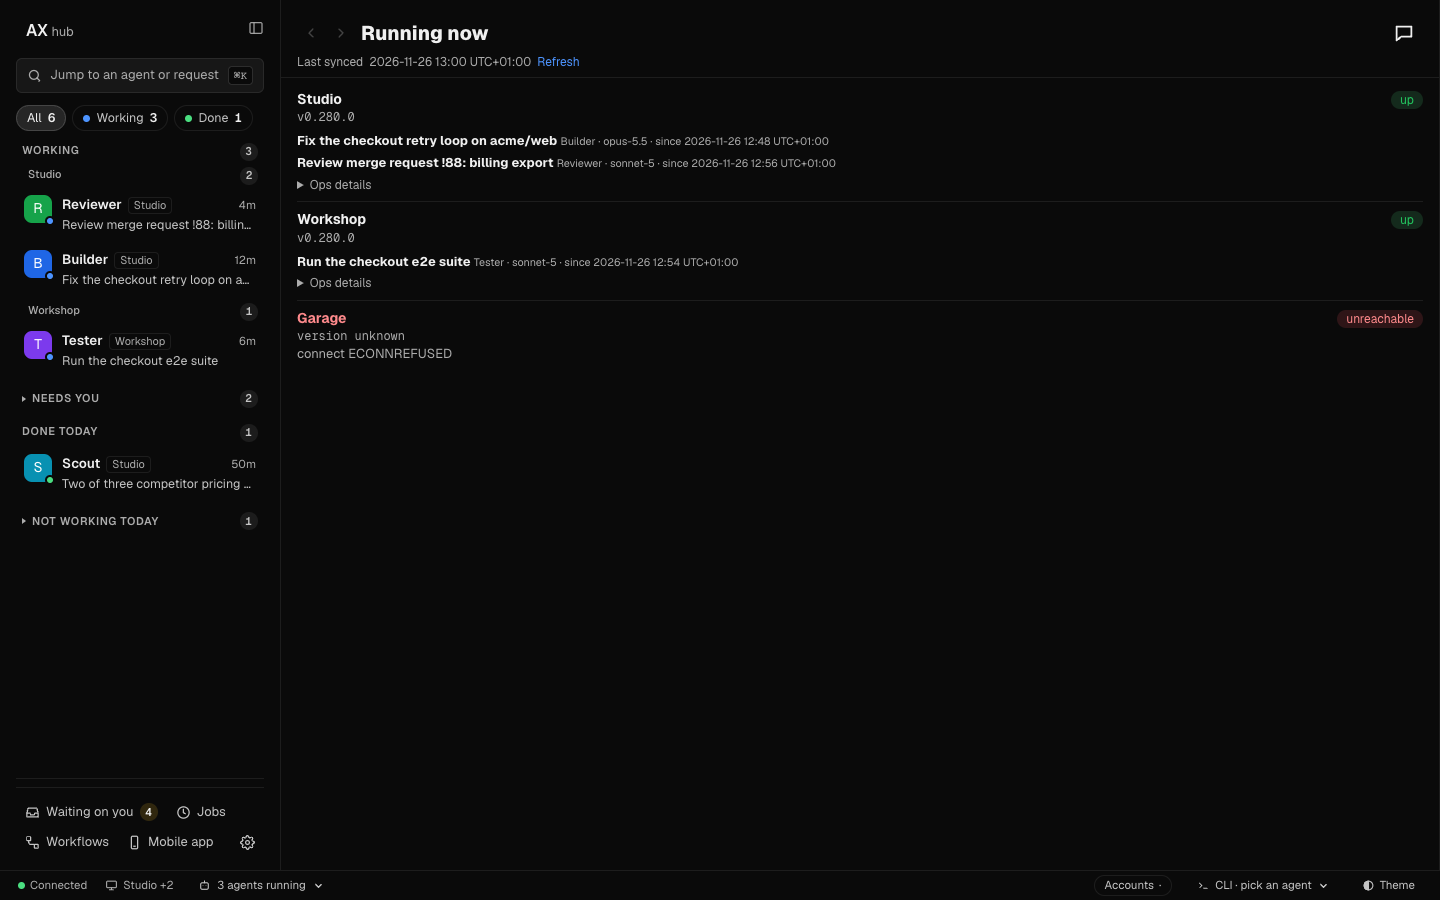 AX hub
Jump to an agent or request ⌘K
All 6
Working 3
Done 1
WORKING 3
Studio 2
R
Reviewer Studio 4m
Review merge request !88: billin…
B
Builder Studio 12m
Fix the checkout retry loop on a…
Workshop 1
T
Tester Workshop 6m
Run the checkout e2e suite
NEEDS YOU 2
DONE TODAY 1
S
Scout Studio 50m
Two of three competitor pricing …
NOT WORKING TODAY 1
Waiting on you 4
Jobs
Workflows
Mobile app
Running now
Last synced 2026-11-26 13:00 UTC+01:00 Refresh
Studio up
v0.280.0
Fix the checkout retry loop on acme/web Builder · opus-5.5 · since 2026-11-26 12:48 UTC+01:00
Review merge request !88: billing export Reviewer · sonnet-5 · since 2026-11-26 12:56 UTC+01:00
Ops details
Workshop up
v0.280.0
Run the checkout e2e suite Tester · sonnet-5 · since 2026-11-26 12:54 UTC+01:00
Ops details
Garage unreachable
version unknown
connect ECONNREFUSED
Connected
Studio +2
3 agents running
Accounts ·
CLI · pick an agent
Theme